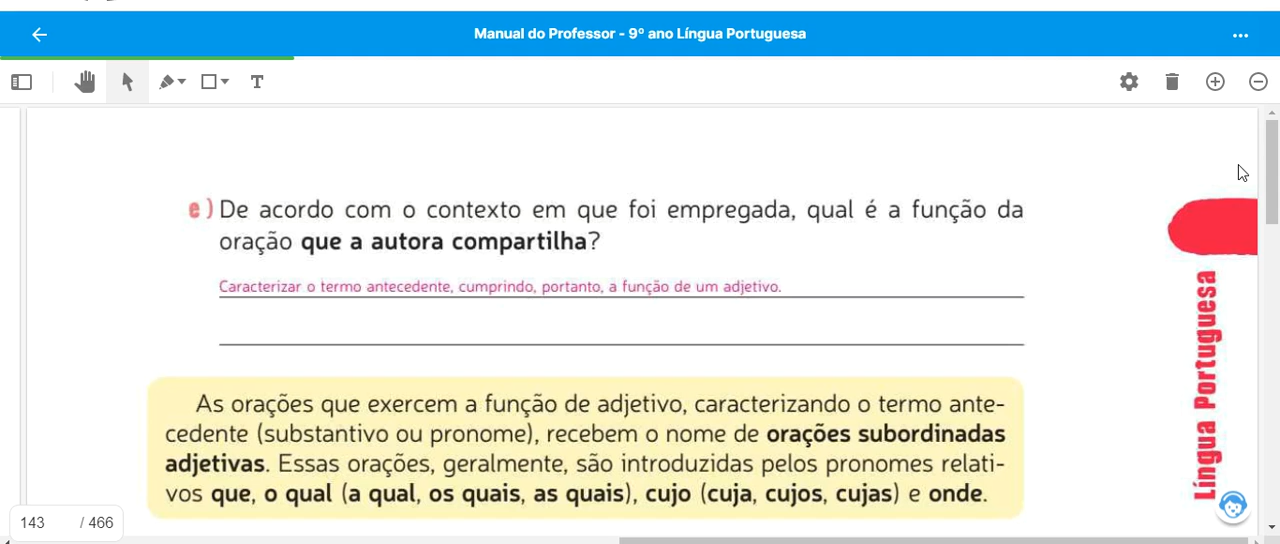 Manual do Professor - 9º ano Língua Portuguesa
T
e) De acordo com o contexto em que foi empregada, qual é a função da
oração que a autora compartilha?
Caracterizar o termo antecedente, cumprindo, portanto, a função de um adjetivo.
As orações que exercem a função de adjetivo, caracterizando o termo ante-
cedente (substantivo ou pronome), recebem o nome de orações subordinadas
adjetivas. Essas orações, geralmente, são introduzidas pelos pronomes relati-
vos que, o qual (a qual, os quais, as quais), cujo (cuja, cujos, cujas) e onde.
Língua Portuguesa
143 / 466